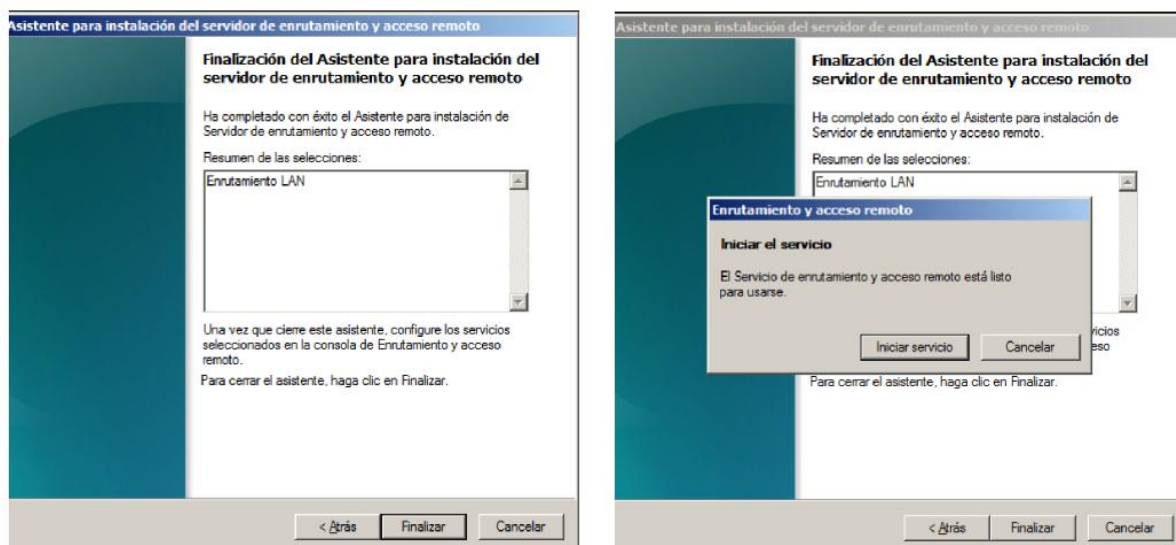 Asistente para instalación del servidor de enrutamiento y acceso remoto
Finalización del Asistente para instalación del
servidor de enrutamiento y acceso remoto
Ha completado con éxito el Asistente para instalación de
Servidor de enrutamiento y acceso remoto.
Resumen de las selecciones:
Enrutamiento LAN
Una vez que cierre este asistente, configure los servicios
seleccionados en la consola de Enrutamiento y acceso
remoto.
Para cerrar el asistente, haga clic en Finalizar.
< Atrás
Finalizar
Cancelar
Asistente para instalación del servidor de enrutamiento y acceso remoto
Finalización del Asistente para instalación del
servidor de enrutamiento y acceso remoto
Ha completado con éxito el Asistente para instalación de
Servidor de enrutamiento y acceso remoto.
Resumen de las selecciones:
Enrutamiento LAN
Enrutamiento y acceso remoto
Iniciar el servicio
El Servicio de enrutamiento y acceso remoto está listo
para usarse.
Iniciar servicio
Cancelar
vicios
eso
Para cerrar el asistente, haga clic en Finalizar.
< Atrás
Finalizar
Cancelar